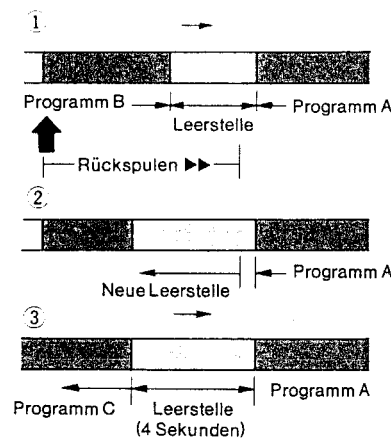 ①
Programm B
Programm A
Leerstelle
Rückspulen ▶▶
②
Programm A
Neue Leerstelle
③
Programm C
Leerstelle
(4 Sekunden)
Programm A